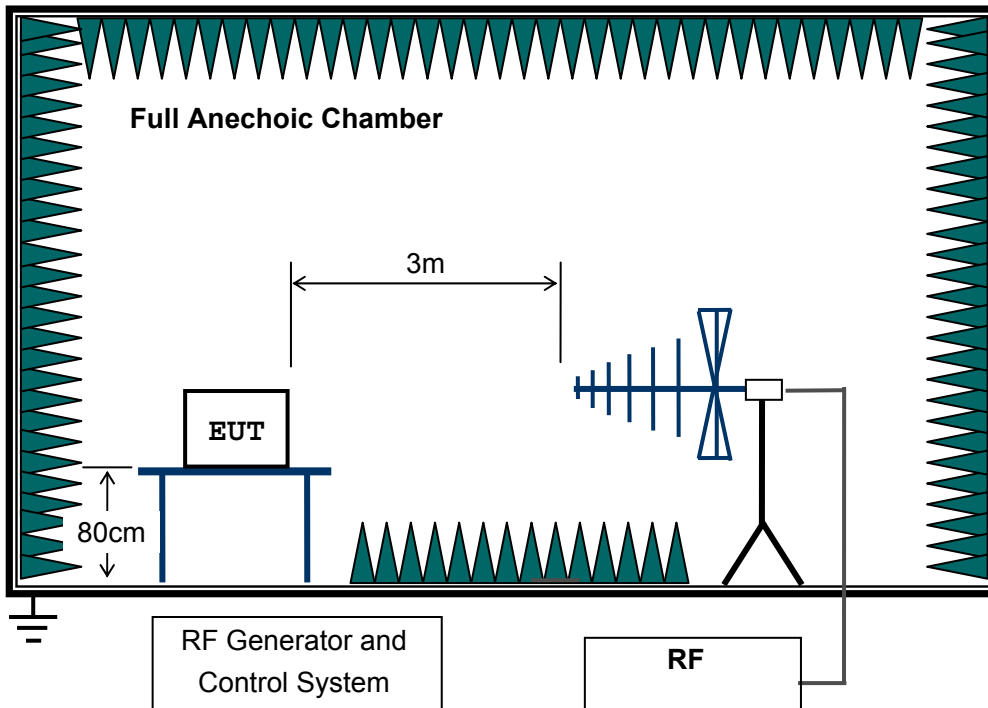 Full Anechoic Chamber
3m
EUT
80cm
RF Generator and
Control System
RF